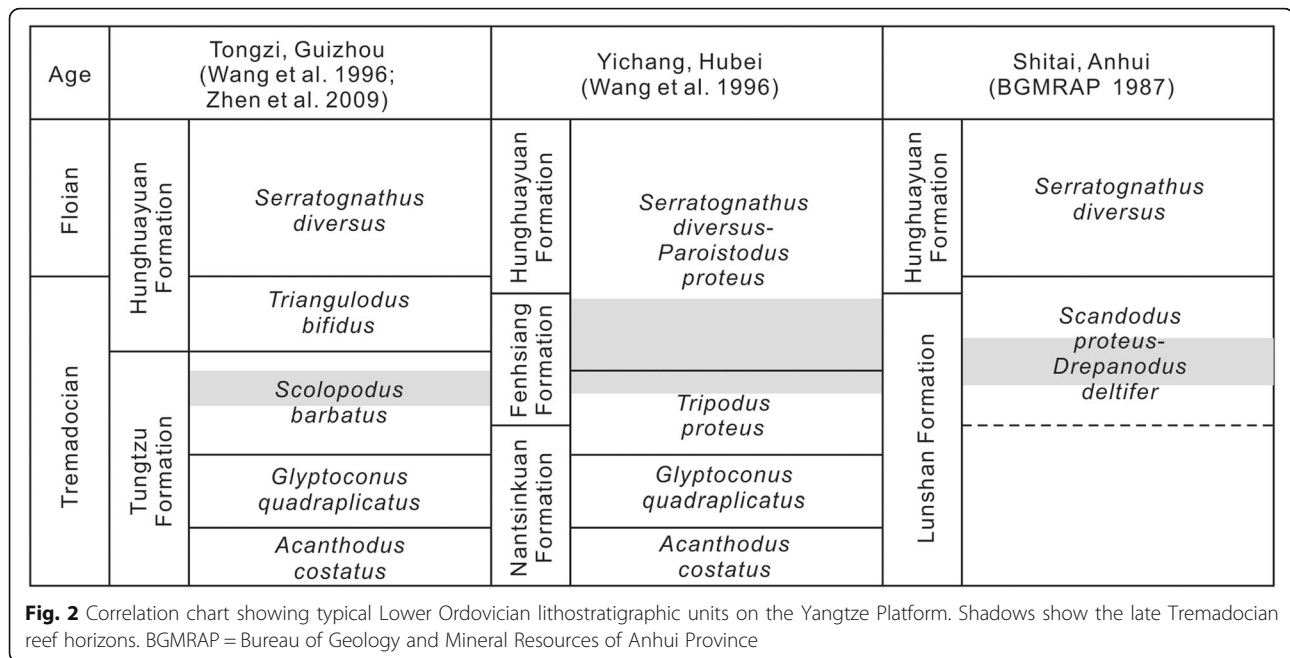 Age
Tongzi, Guizhou
(Wang et al. 1996;
Zhen et al. 2009)
Yichang, Hubei
(Wang et al. 1996)
Shitai, Anhui
(BGMRAP 1987)
Floian
Tremadocian
Hunghuayuan
Formation
Tungtzu
Formation
Serratognathus
diversus
Triangulodus
bifidus
Scolopodus
barbatus
Glyptoconus
quadraplicatus
Acanthodus
costatus
Hunghuayuan
Formation
Fenhsiang
Formation
Nantsinkuan
Formation
Serratognathus
diversus-
Paroistodus
proteus
Tripodus
proteus
Glyptoconus
quadraplicatus
Acanthodus
costatus
Hunghuayuan
Formation
Lunshan Formation
Serratognathus
diversus
Scandodus
proteus-
Drepanodus
deltifer
Fig. 2 Correlation chart showing typical Lower Ordovician lithostratigraphic units on the Yangtze Platform. Shadows show the late Tremadocian
reef horizons. BGMRAP = Bureau of Geology and Mineral Resources of Anhui Province